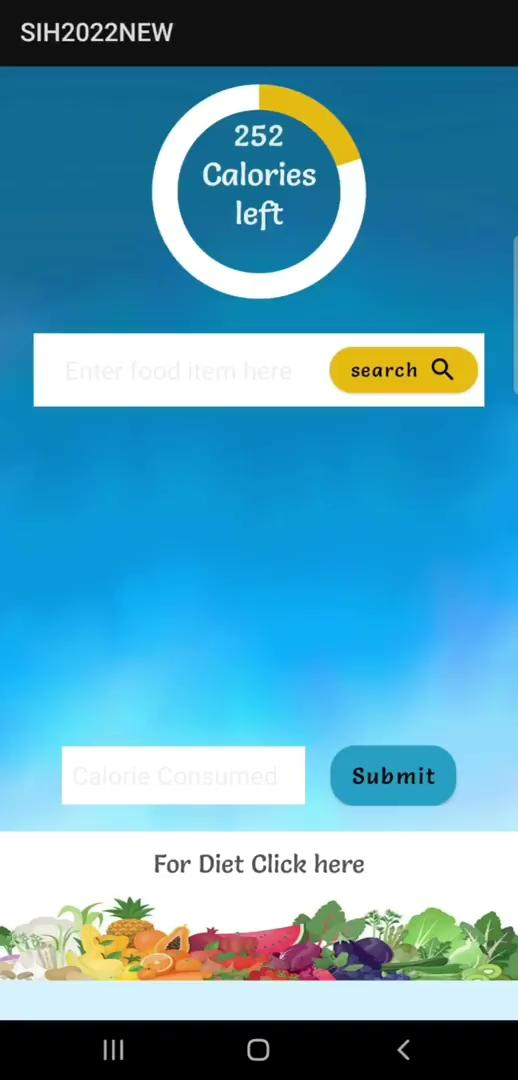 SIH2022NEW
252
Calories
left
Enter food item here
search
Calorie Consumed
Submit
For Diet Click here